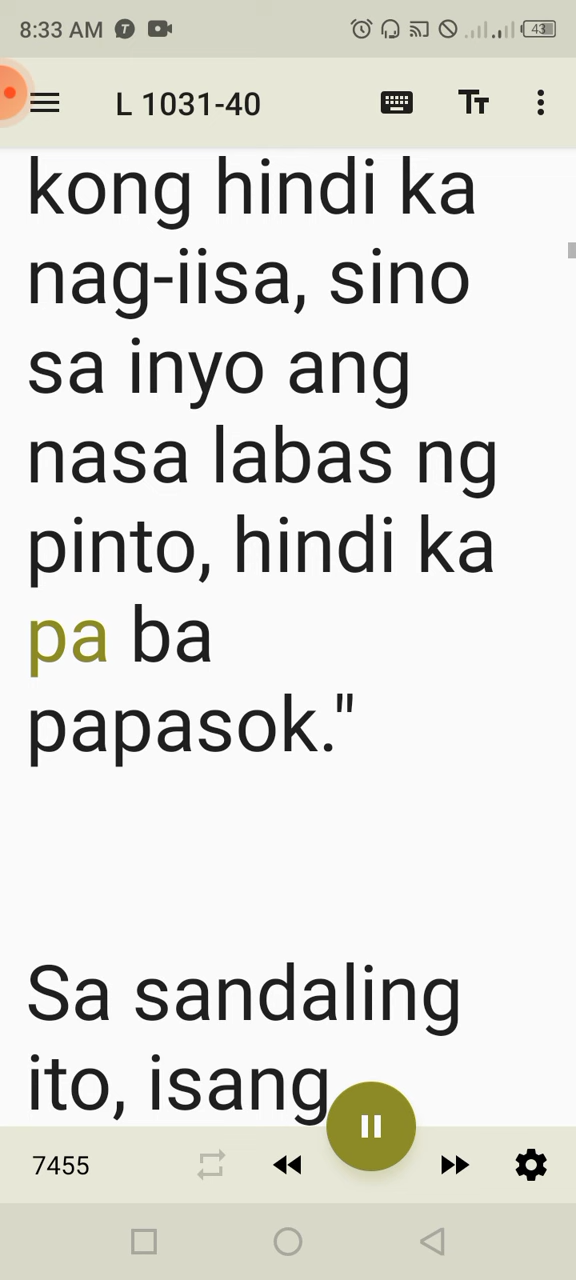 8:33 AM
43
L 1031-40
kong hindi ka
nag-iisa, sino
sa inyo ang
nasa labas ng
pinto, hindi ka
pa ba
papasok."
Sa sandaling
ito, isang
7455